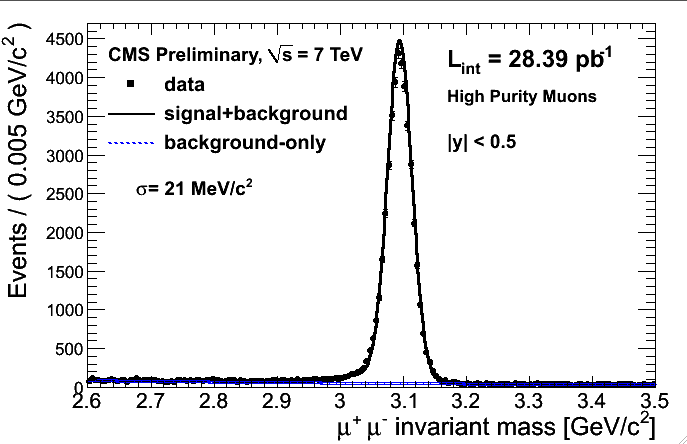 CMS Preliminary, √s = 7 TeV
data
signal+background
background-only
σ= 21 MeV/c²
L_int = 28.39 pb⁻¹
High Purity Muons
|y| < 0.5
Events / ( 0.005 GeV/c² )
4500
4000
3500
3000
2500
2000
1500
1000
500
0
2.6 2.7 2.8 2.9 3 3.1 3.2 3.3 3.4 3.5
μ⁺ μ⁻ invariant mass [GeV/c²]